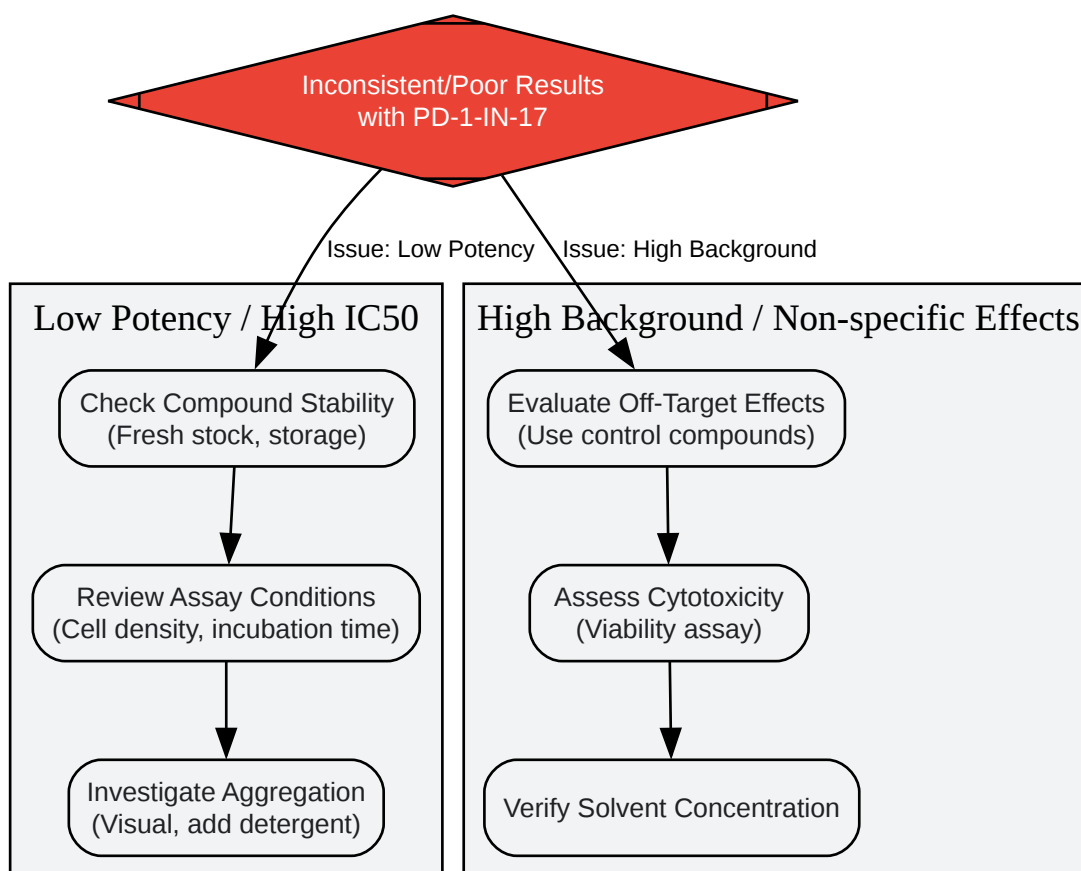 Inconsistent/Poor Results
with PD-1-IN-17
Issue: Low Potency
Issue: High Background
Low Potency / High IC50
Check Compound Stability
(Fresh stock, storage)
Review Assay Conditions
(Cell density, incubation time)
Investigate Aggregation
(Visual, add detergent)
High Background / Non-specific Effects
Evaluate Off-Target Effects
(Use control compounds)
Assess Cytotoxicity
(Viability assay)
Verify Solvent Concentration